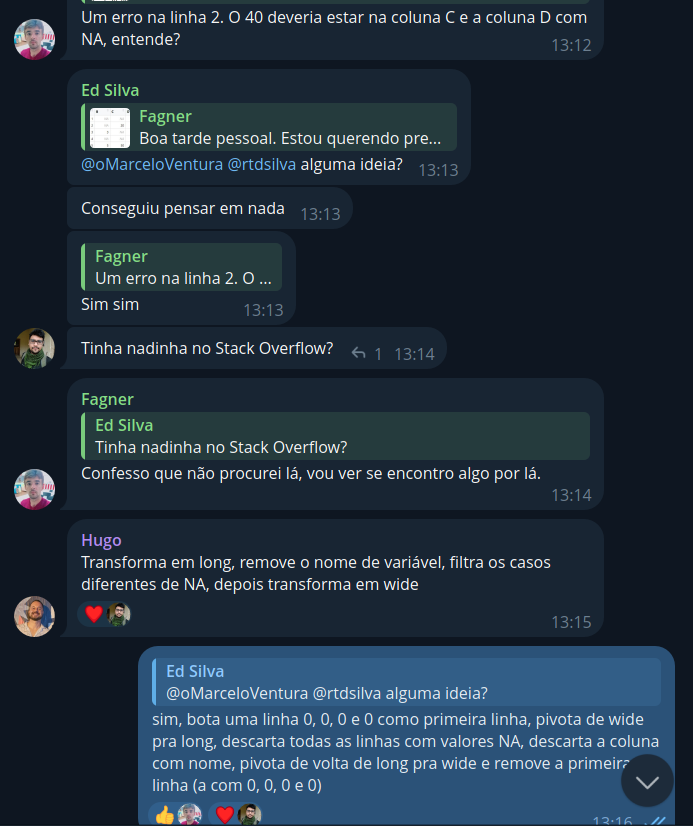 Um erro na linha 2. O 40 deveria estar na coluna C e a coluna D com
NA, entende?
13:12
Ed Silva
Fagner
Boa tarde pessoal. Estou querendo pre...
@oMarceloVentura @rtdsilva alguma ideia?
13:13
Conseguiu pensar em nada
13:13
Fagner
Um erro na linha 2. O ...
Sim sim
13:13
Tinha nadinha no Stack Overflow?
1 13:14
Fagner
Ed Silva
Tinha nadinha no Stack Overflow?
Confesso que não procurei lá, vou ver se encontro algo por lá.
13:14
Hugo
Transforma em long, remove o nome de variável, filtra os casos
diferentes de NA, depois transforma em wide
13:15
Ed Silva
@oMarceloVentura @rtdsilva alguma ideia?
sim, bota uma linha 0, 0, 0 e 0 como primeira linha, pivota de wide
pra long, descarta todas as linhas com valores NA, descarta a coluna
com nome, pivota de volta de long pra wide e remove a primeira
linha (a com 0, 0, 0 e 0)
13:16